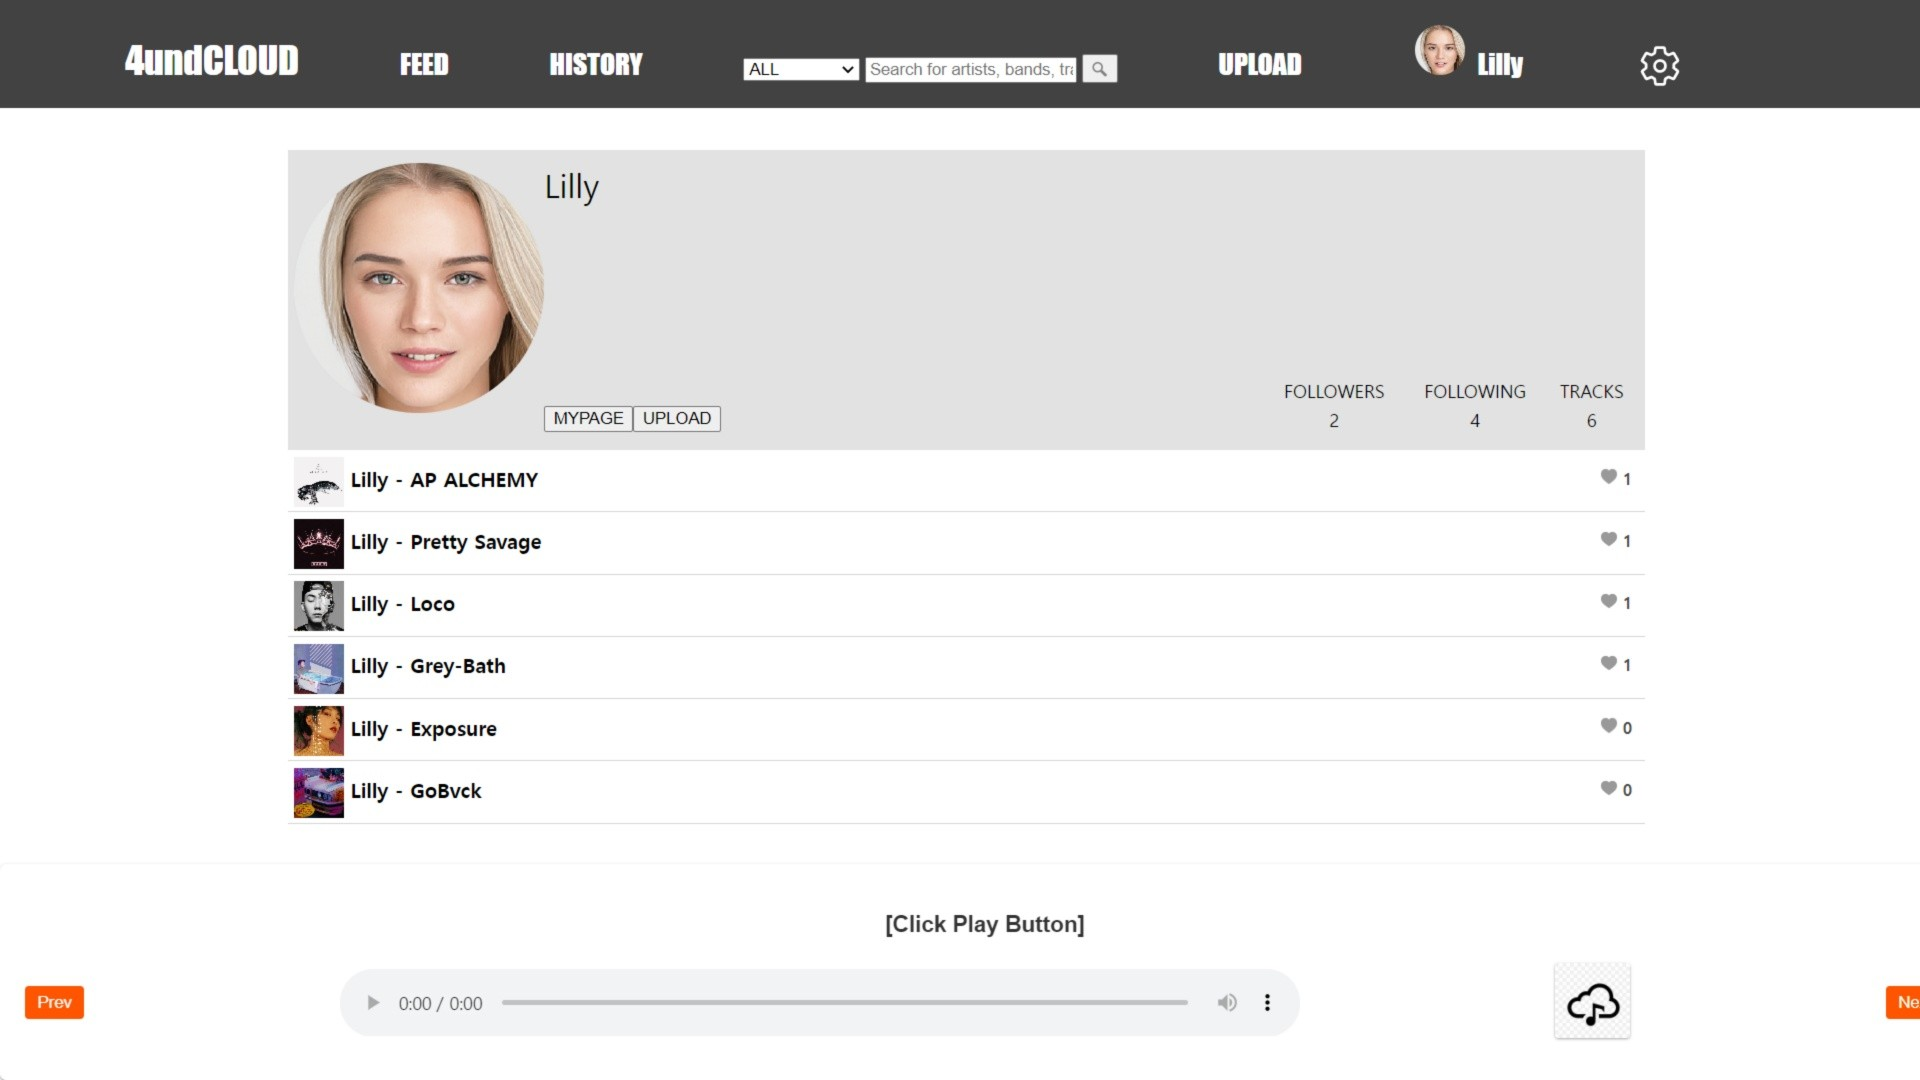 4undCLOUD FEED HISTORY ALL Search for artists, bands, tra UPLOAD Lilly
Lilly
FOLLOWERS FOLLOWING TRACKS
2 4 6
MYPAGE UPLOAD
Lilly - AP ALCHEMY 1
Lilly - Pretty Savage 1
Lilly - Loco 1
Lilly - Grey-Bath 1
Lilly - Exposure 0
Lilly - GoBvck 0
[Click Play Button]
Prev 0:00 / 0:00 Ne